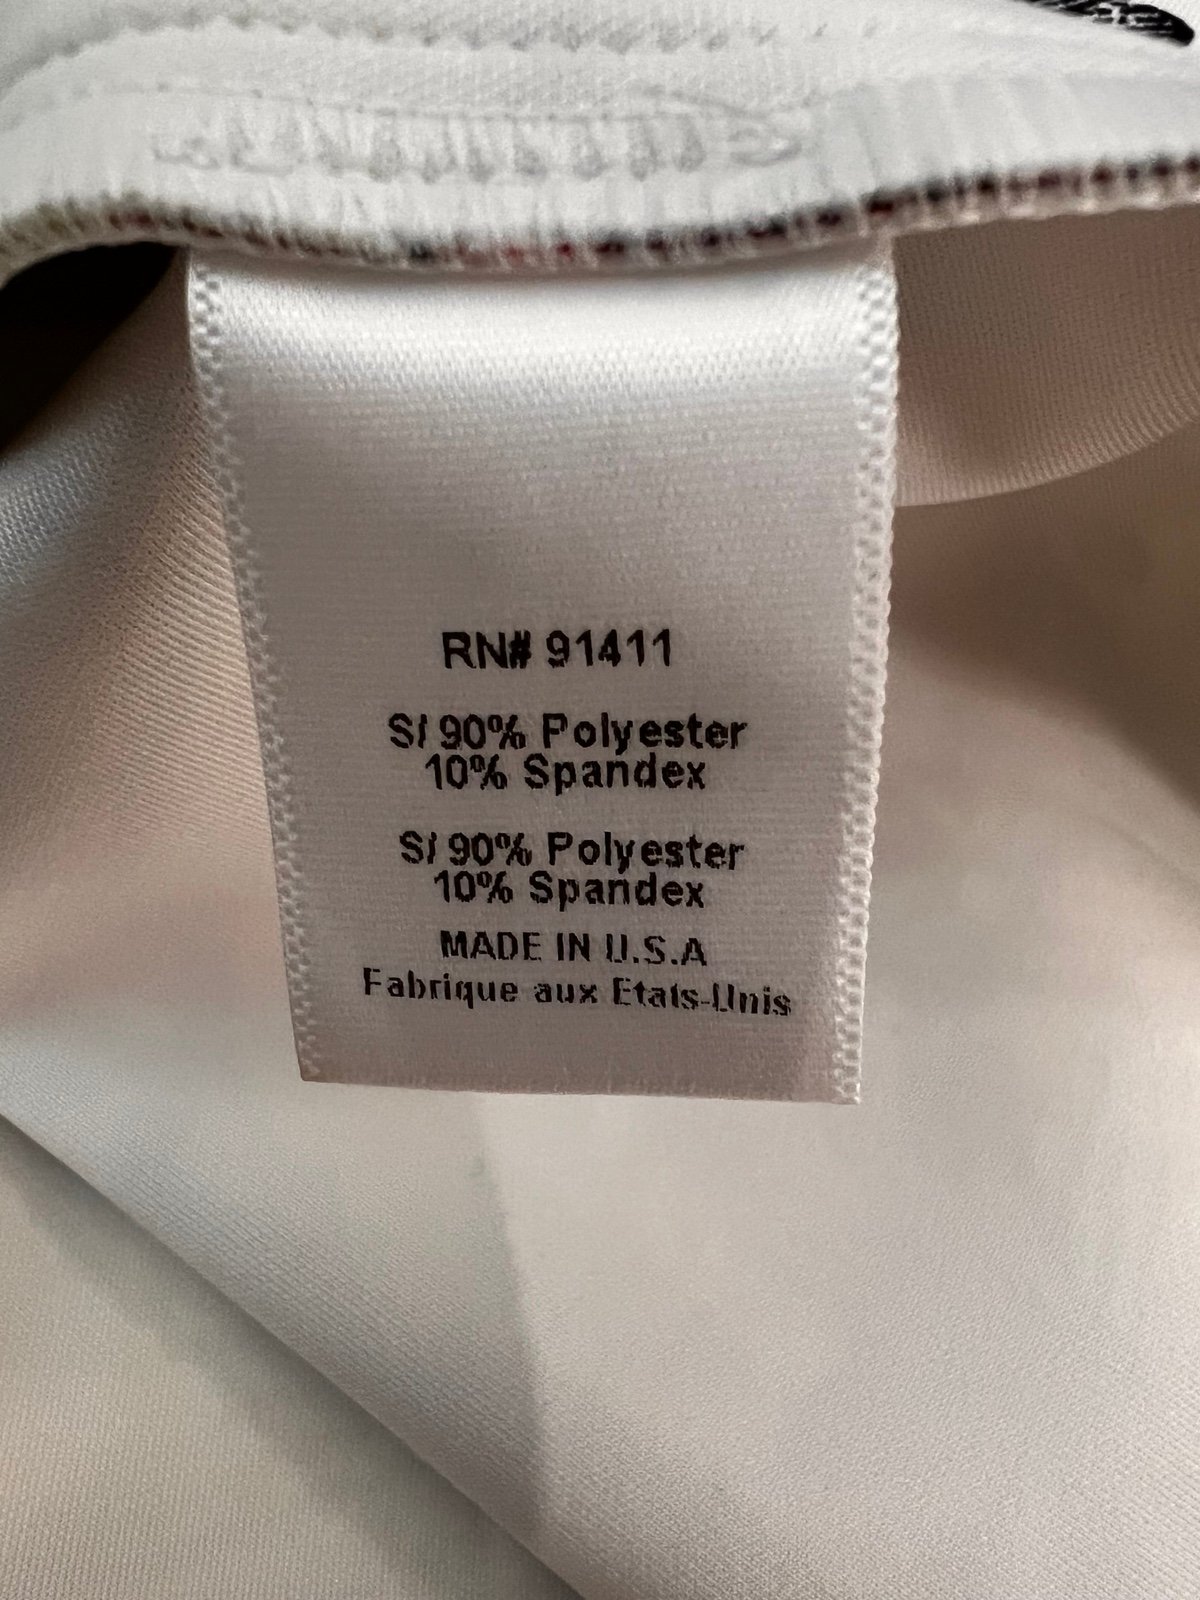 RN# 91411
S/ 90% Polyester
10% Spandex
S/ 90% Polyester
10% Spandex
MADE IN U.S.A
Fabrique aux Etats-Unis